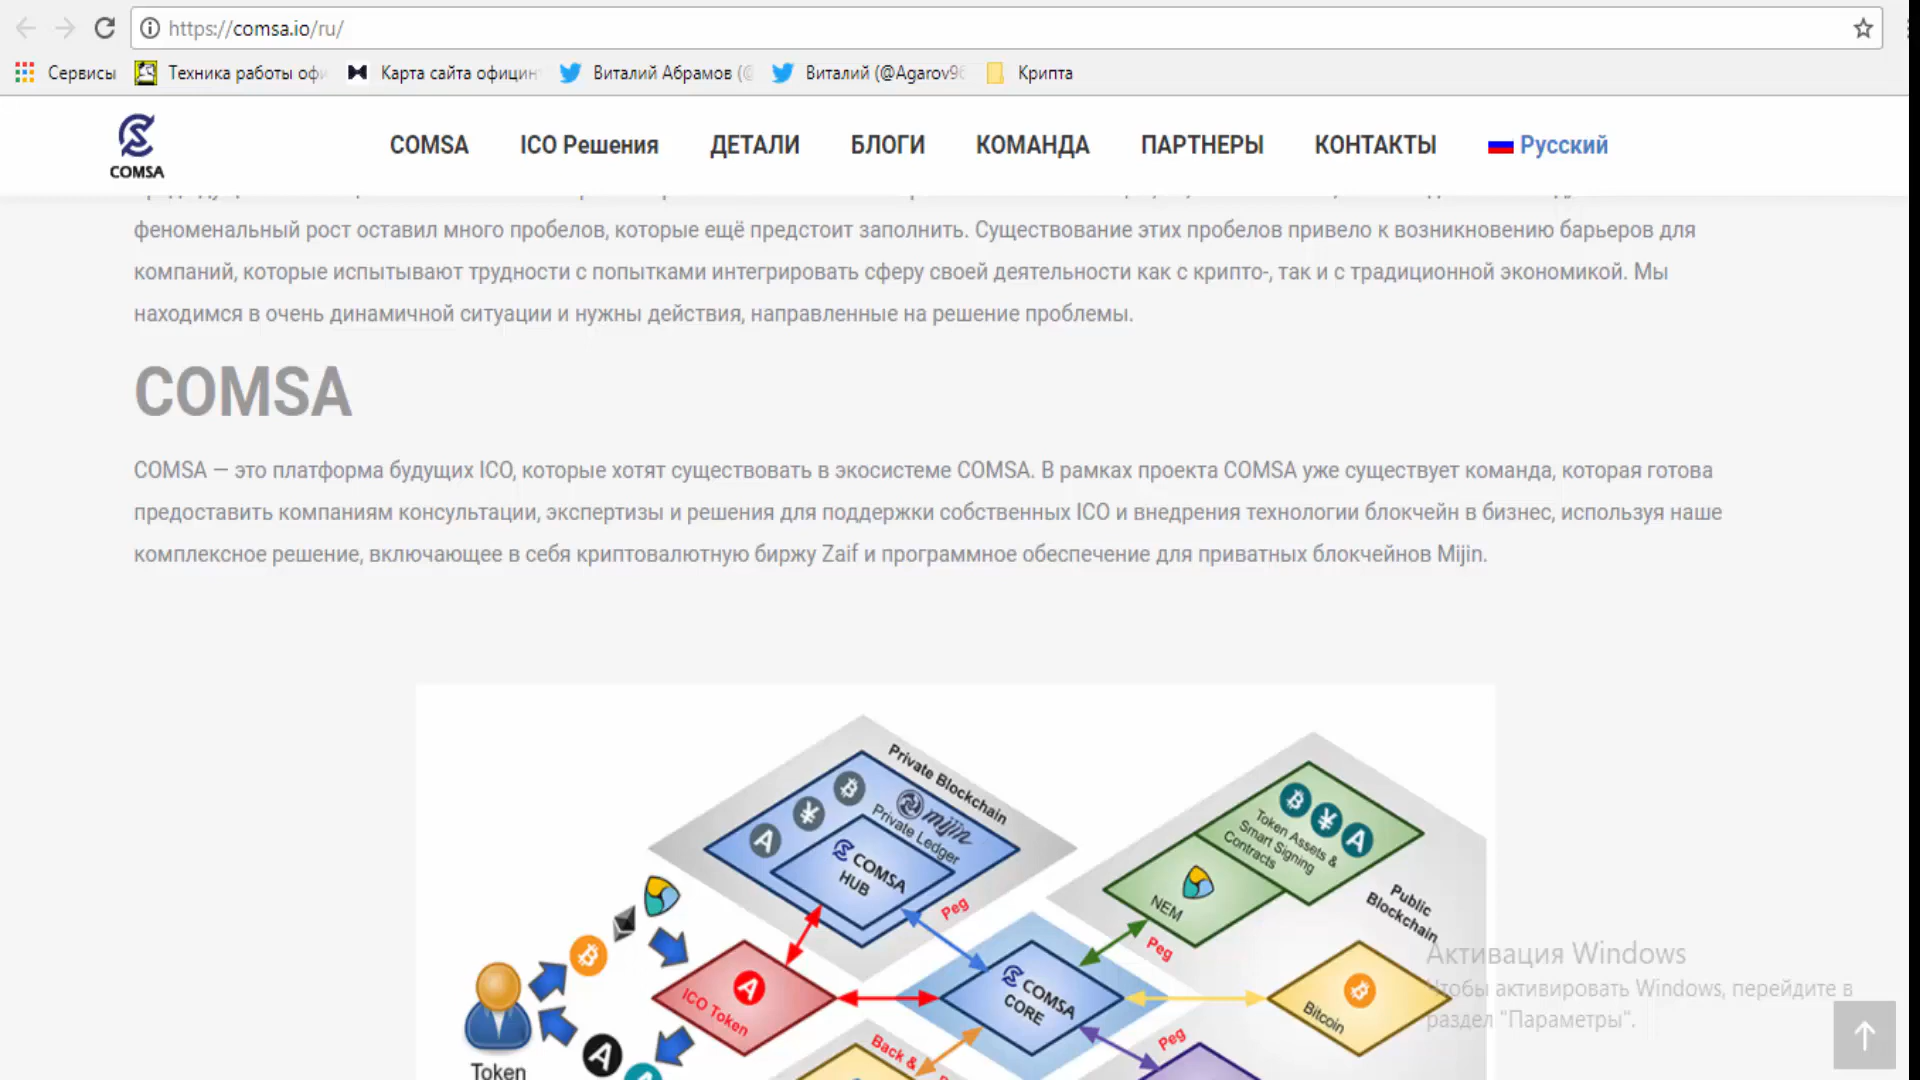 https://comsa.io/ru/
Сервисы
Техника работы офи
Карта сайта официн
Виталий Абрамов (@
Виталий (@Agarov96
Крипта
COMSA
COMSA
ICO Решения
ДЕТАЛИ
БЛОГИ
КОМАНДА
ПАРТНЕРЫ
КОНТАКТЫ
Русский
феноменальный рост оставил много пробелов, которые ещё предстоит заполнить. Существование этих пробелов привело к возникновению барьеров для
компаний, которые испытывают трудности с попытками интегрировать сферу своей деятельности как с крипто-, так и с традиционной экономикой. Мы
находимся в очень динамичной ситуации и нужны действия, направленные на решение проблемы.
COMSA
COMSA — это платформа будущих ICO, которые хотят существовать в экосистеме COMSA. В рамках проекта COMSA уже существует команда, которая готова
предоставить компаниям консультации, экспертизы и решения для поддержки собственных ICO и внедрения технологии блокчейн в бизнес, используя наше
комплексное решение, включающее в себя криптовалютную биржу Zaif и программное обеспечение для приватных блокчейнов Mijin.
Private Blockchain
mijin
Private Ledger
COMSA
HUB
Peg
Token Assets &
Smart Signing
Contracts
NEM
Public
Blockchain
Peg
ICO Token
COMSA
CORE
Bitcoin
Back &
Peg
Token
Активация Windows
Чтобы активировать Windows, перейдите в
раздел "Параметры".